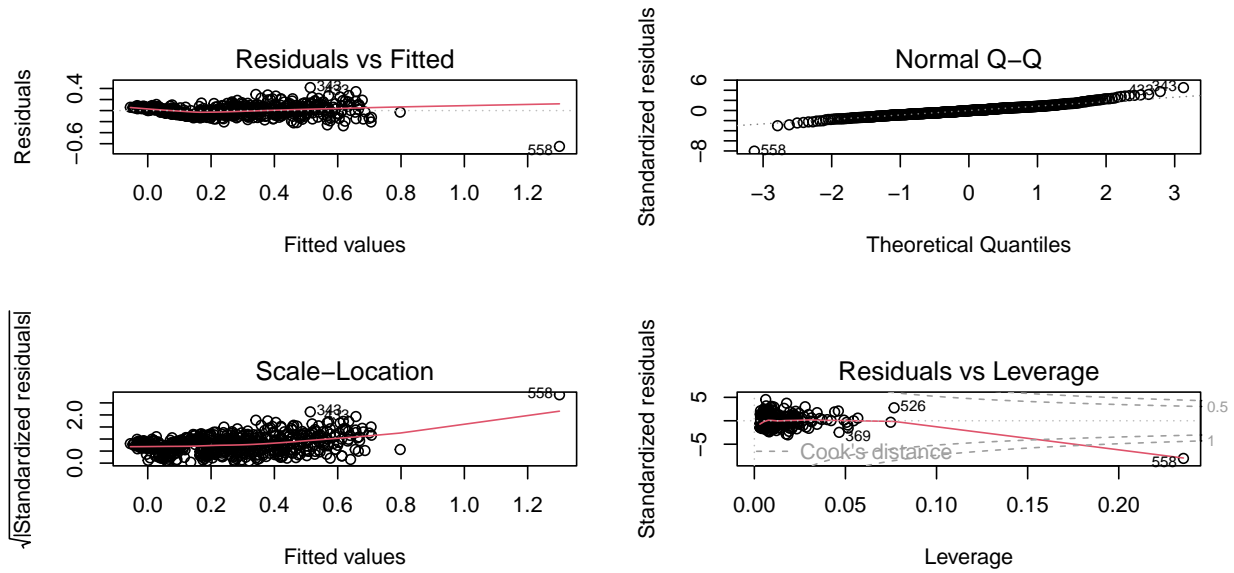 Residuals vs Fitted
Residuals
0.4
−0.6
343
433
558
0.0 0.2 0.4 0.6 0.8 1.0 1.2
Fitted values
Normal Q−Q
Standardized residuals
6
0
−8
433
343
558
−3 −2 −1 0 1 2 3
Theoretical Quantiles
Scale−Location
√|Standardized residuals|
2.0
0.0
558
343
433
0.0 0.2 0.4 0.6 0.8 1.0 1.2
Fitted values
Residuals vs Leverage
Standardized residuals
5
−5
526
369
558
0.5
1
Cook's distance
0.00 0.05 0.10 0.15 0.20
Leverage